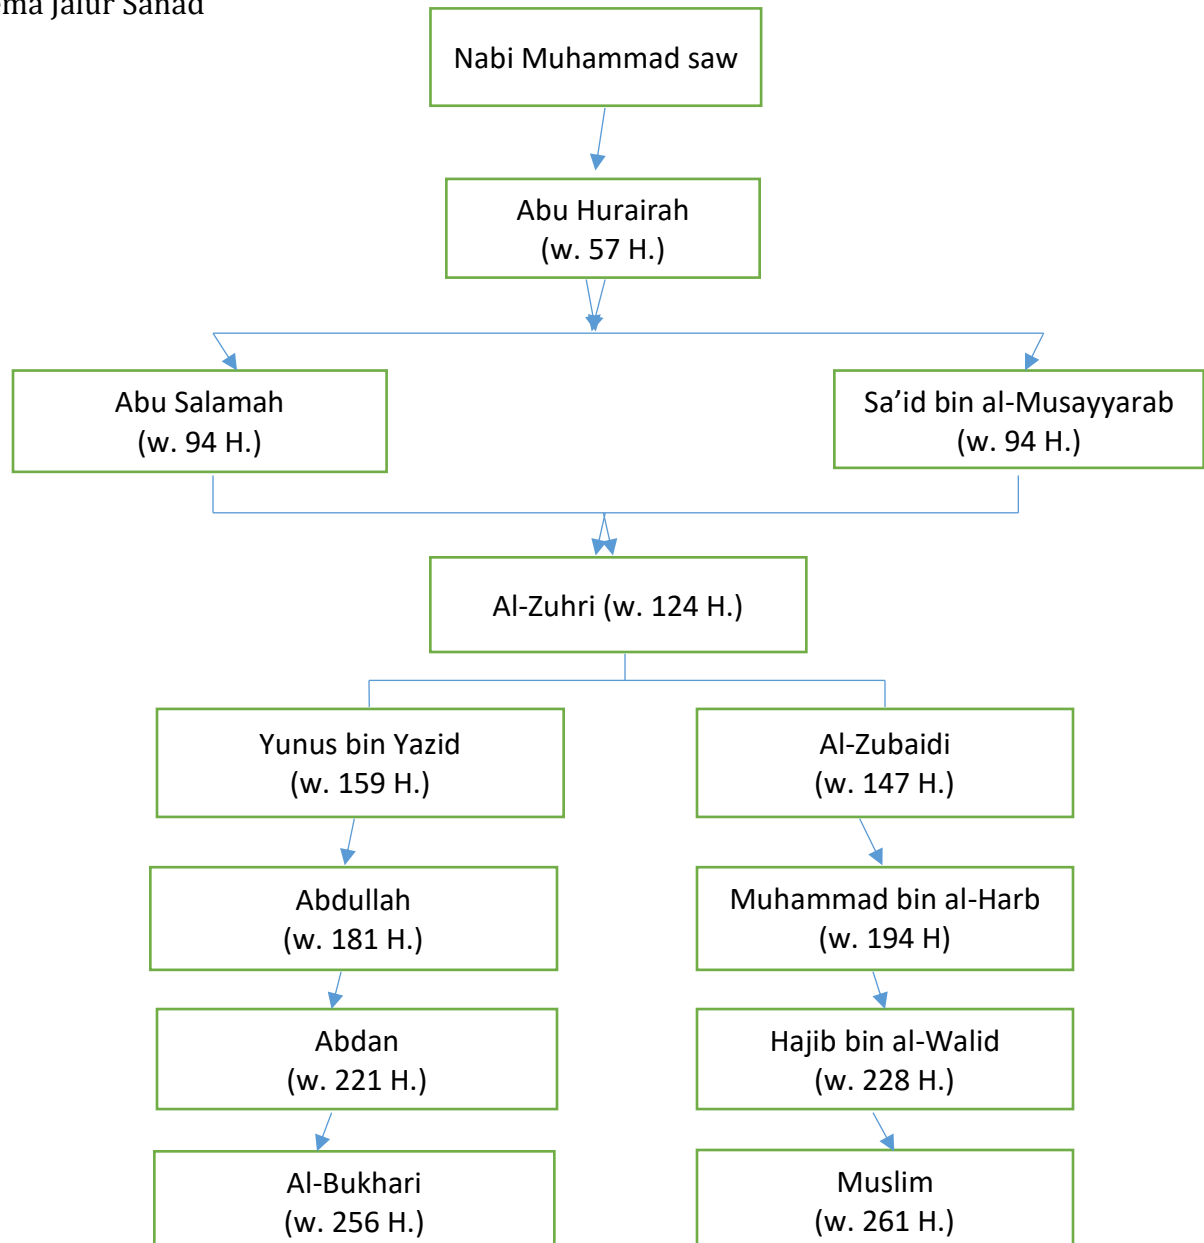 Jalur Sanad
Nabi Muhammad saw
Abu Hurairah
(w. 57 H.)
Abu Salamah
(w. 94 H.)
Sa’id bin al-Musayyarab
(w. 94 H.)
Al-Zuhri (w. 124 H.)
Yunus bin Yazid
(w. 159 H.)
Al-Zubaidi
(w. 147 H.)
Abdullah
(w. 181 H.)
Muhammad bin al-Harb
(w. 194 H)
Abdan
(w. 221 H.)
Hajib bin al-Walid
(w. 228 H.)
Al-Bukhari
(w. 256 H.)
Muslim
(w. 261 H.)